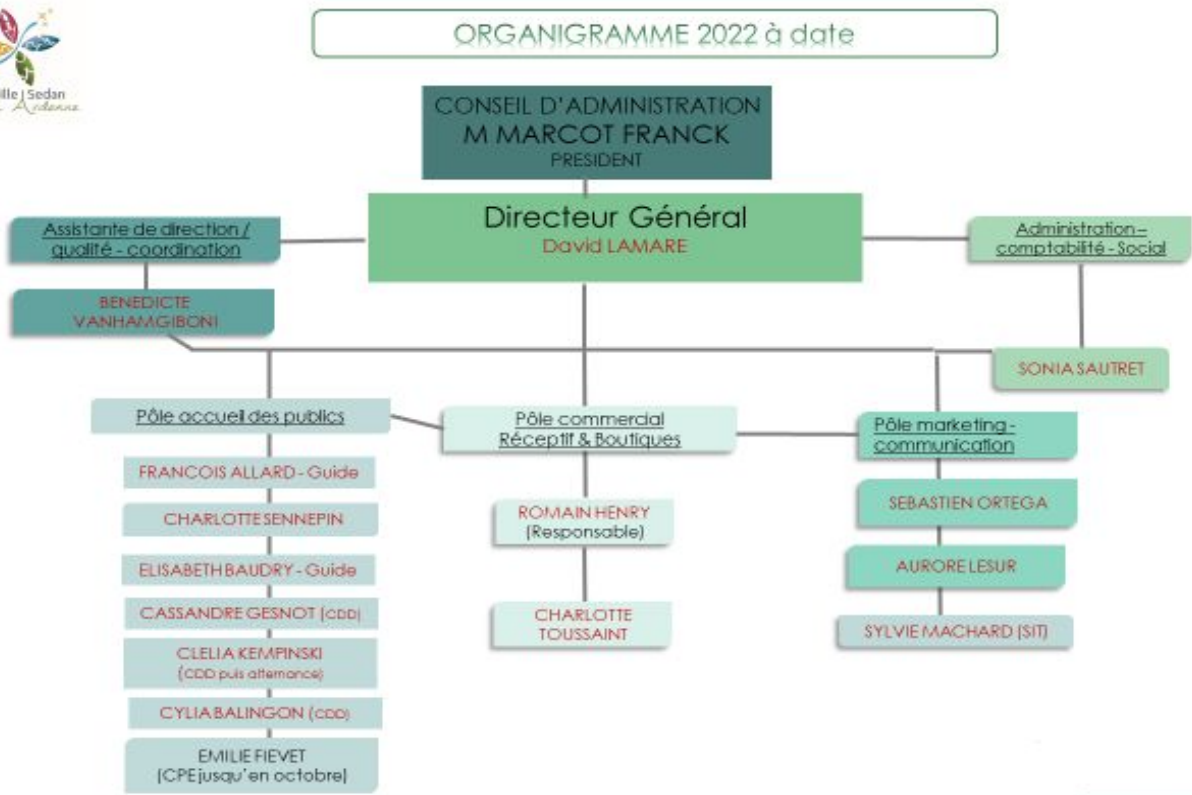 ORGANIGRAMME 2022 à date
ille | Sedan
Ardenne
CONSEIL D'ADMINISTRATION
M MARCOT FRANCK
PRESIDENT
Directeur Général
David LAMARE
Assistante de direction /
qualité - coordination
BENEDICTE
VANHAMGIBONI
Administration –
comptabilité - Social
SONIA SAUTRET
Pôle accueil des publics
FRANCOIS ALLARD - Guide
CHARLOTTE SENNEPIN
ELISABETH BAUDRY - Guide
CASSANDRE GESNOT (CDD)
CLELIA KEMPINSKI
(CDD puis alternance)
CYLIA BALINGON (CDD)
EMILIE FIEVET
(CPE jusqu'en octobre)
Pôle commercial
Réceptif & Boutiques
ROMAIN HENRY
(Responsable)
CHARLOTTE
TOUSSAINT
Pôle marketing -
communication
SEBASTIEN ORTEGA
AURORE LESUR
SYLVIE MACHARD (SIT)